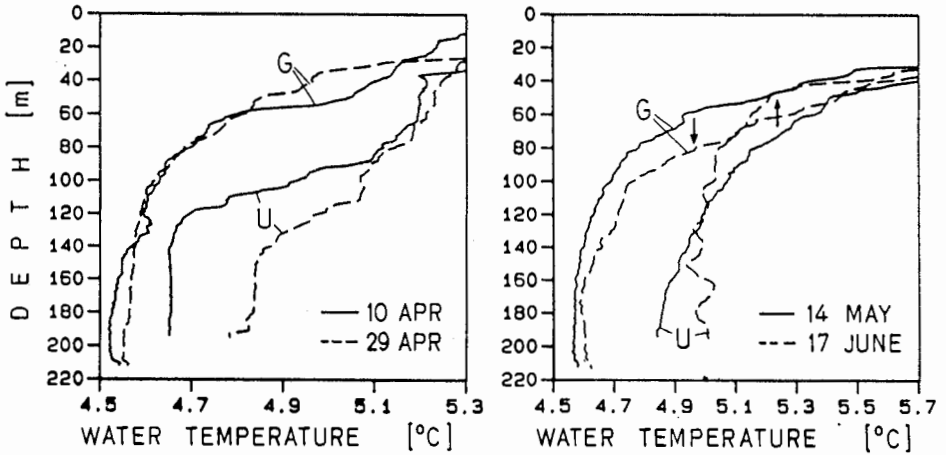 0
20
40
60
80
100
120
140
160
180
200
220
DEPTH [m]
G
U
10 APR
29 APR
4.5 4.7 4.9 5.1 5.3
WATER TEMPERATURE [°C]
0
20
40
60
80
100
120
140
160
180
200
220
G
U
14 MAY
17 JUNE
4.5 4.7 4.9 5.1 5.3 5.5 5.7
WATER TEMPERATURE [°C]